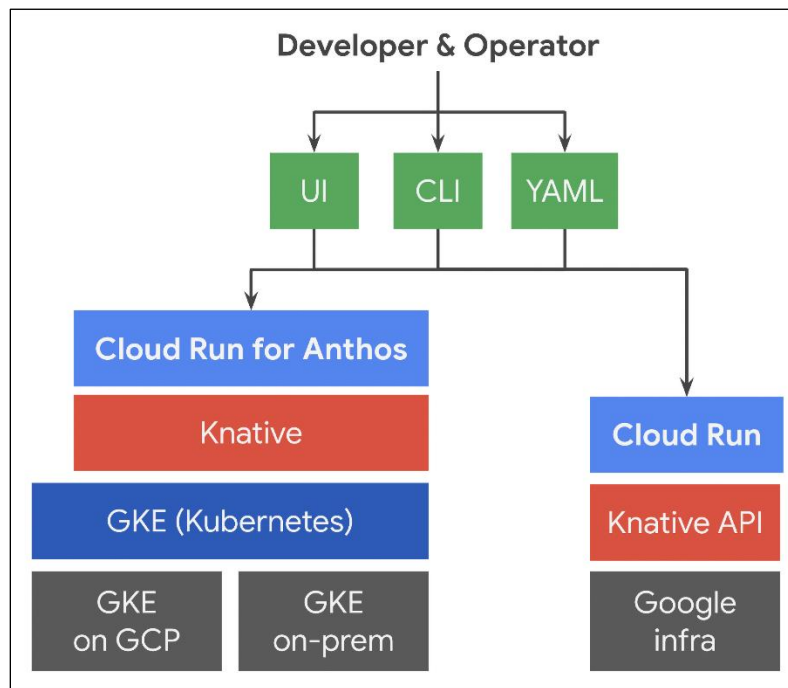 Developer & Operator
UI
CLI
YAML
Cloud Run for Anthos
Knative
GKE (Kubernetes)
GKE
on GCP
GKE
on-prem
Cloud Run
Knative API
Google
infra